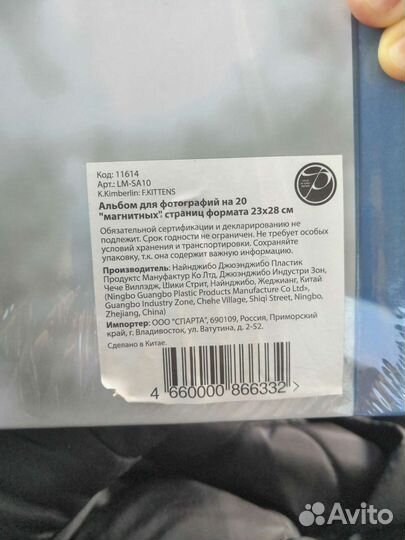 Код: 11614
Арт.: LM-SA10
K.Kimberlin: F.KITTENS
Альбом для фотографий на 20
"магнитных" страниц формата 23х28 см
Обязательной сертификации и декларированию не
подлежит. Срок годности не ограничен. Не требует особых
условий хранения и транспортировки. Сохраняйте
упаковку, т.к. она содержит важную информацию.
Производитель: Найнджибо Джюэнджибо Пластик
Продуктс Мануфактур Ко Лтд, Джюэнджибо Индустри Зон,
Чече Виллэдж, Шики Стрит, Найнджибо, Жеджианг, Китай
(Ningbo Guangbo Plastic Products Manufacture Co Ltd»,
Guangbo Industry Zone, Chehe Village, Shiqi Street, Ningbo,
Zhejiang, China)
Импортер: ООО "СПАРТА", 690109, Россия, Приморский
край, г. Владивосток, ул. Ватутина, д. 2-52.
Сделано в Китае.
4 660000 866332 >
Avito